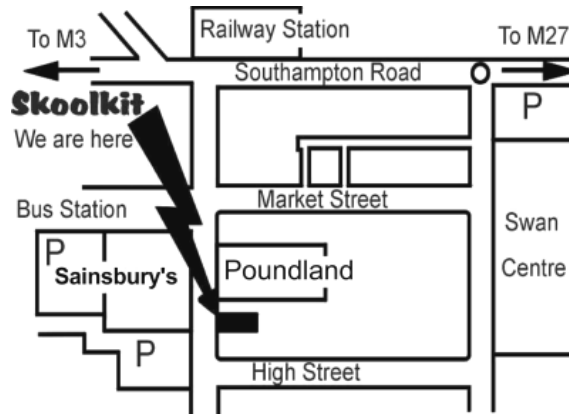 Railway Station
To M3
To M27
Southampton Road
Skoolkit
P
We are here
Market Street
Bus Station
Swan
Centre
P
Sainsbury's
Poundland
P
High Street